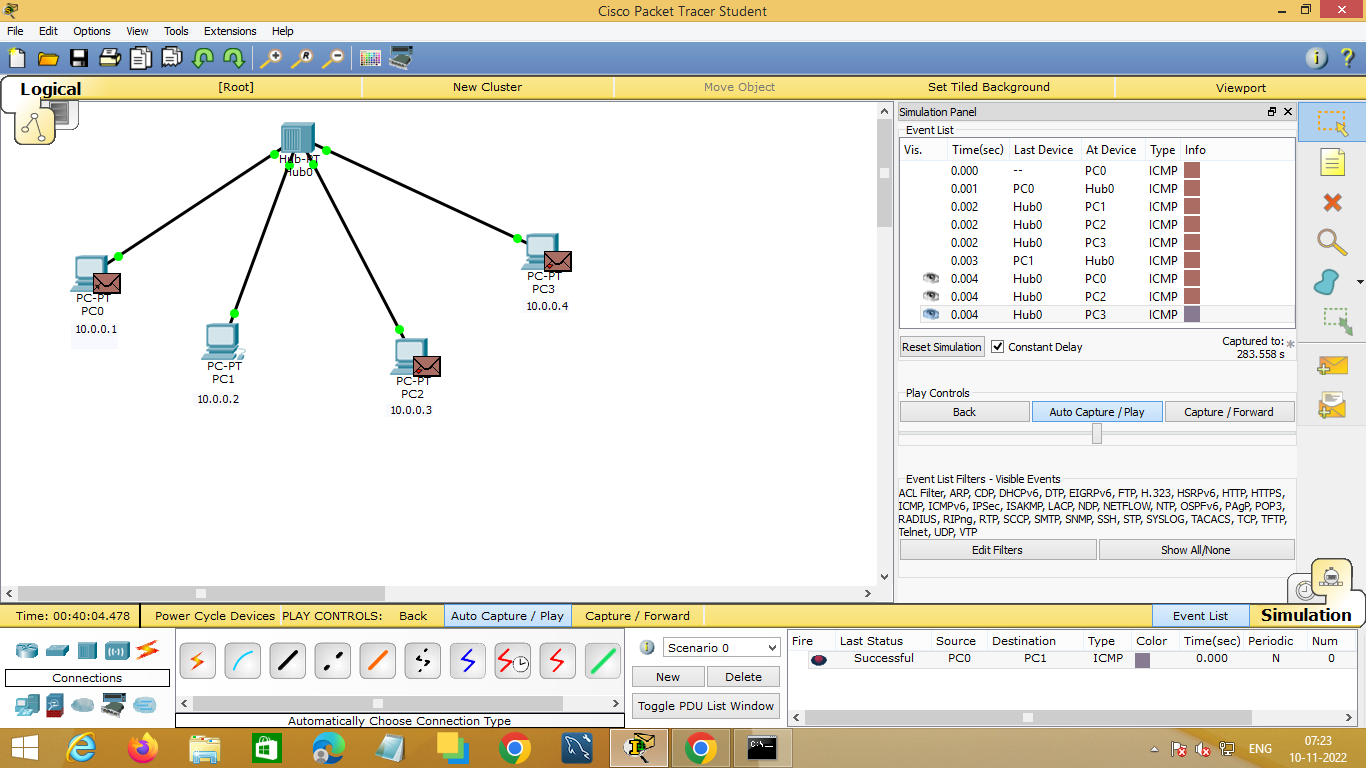 Cisco Packet Tracer Student
File Edit Options View Tools Extensions Help
Logical [Root] New Cluster Move Object Set Tiled Background Viewport
Hub-PT
Hub0
PC-PT
PC0
10.0.0.1
PC-PT
PC1
10.0.0.2
PC-PT
PC2
10.0.0.3
PC-PT
PC3
10.0.0.4
Simulation Panel
Event List
Vis. Time(sec) Last Device At Device Type Info
0.000 -- PC0 ICMP
0.001 PC0 Hub0 ICMP
0.002 Hub0 PC1 ICMP
0.002 Hub0 PC2 ICMP
0.002 Hub0 PC3 ICMP
0.003 PC1 Hub0 ICMP
0.004 Hub0 PC0 ICMP
0.004 Hub0 PC2 ICMP
0.004 Hub0 PC3 ICMP
Reset Simulation Constant Delay Captured to: *
283.558 s
Play Controls
Back Auto Capture / Play Capture / Forward
Event List Filters - Visible Events
ACL Filter, ARP, CDP, DHCPv6, DTP, EIGRPv6, FTP, H.323, HSRPv6, HTTP, HTTPS,
ICMP, ICMPv6, IPSec, ISAKMP, LACP, NDP, NETFLOW, NTP, OSPFv6, PAgP, POP3,
RADIUS, RIPng, RTP, SCCP, SMTP, SNMP, SSH, STP, SYSLOG, TACACS, TCP, TFTP,
Telnet, UDP, VTP
Edit Filters Show All/None
Time: 00:40:04.478 Power Cycle Devices PLAY CONTROLS: Back Auto Capture / Play Capture / Forward Event List Simulation
Connections
Automatically Choose Connection Type
Scenario 0
New Delete
Toggle PDU List Window
Fire Last Status Source Destination Type Color Time(sec) Periodic Num
Successful PC0 PC1 ICMP 0.000 N 0
C:\_
ENG
07:23
10-11-2022